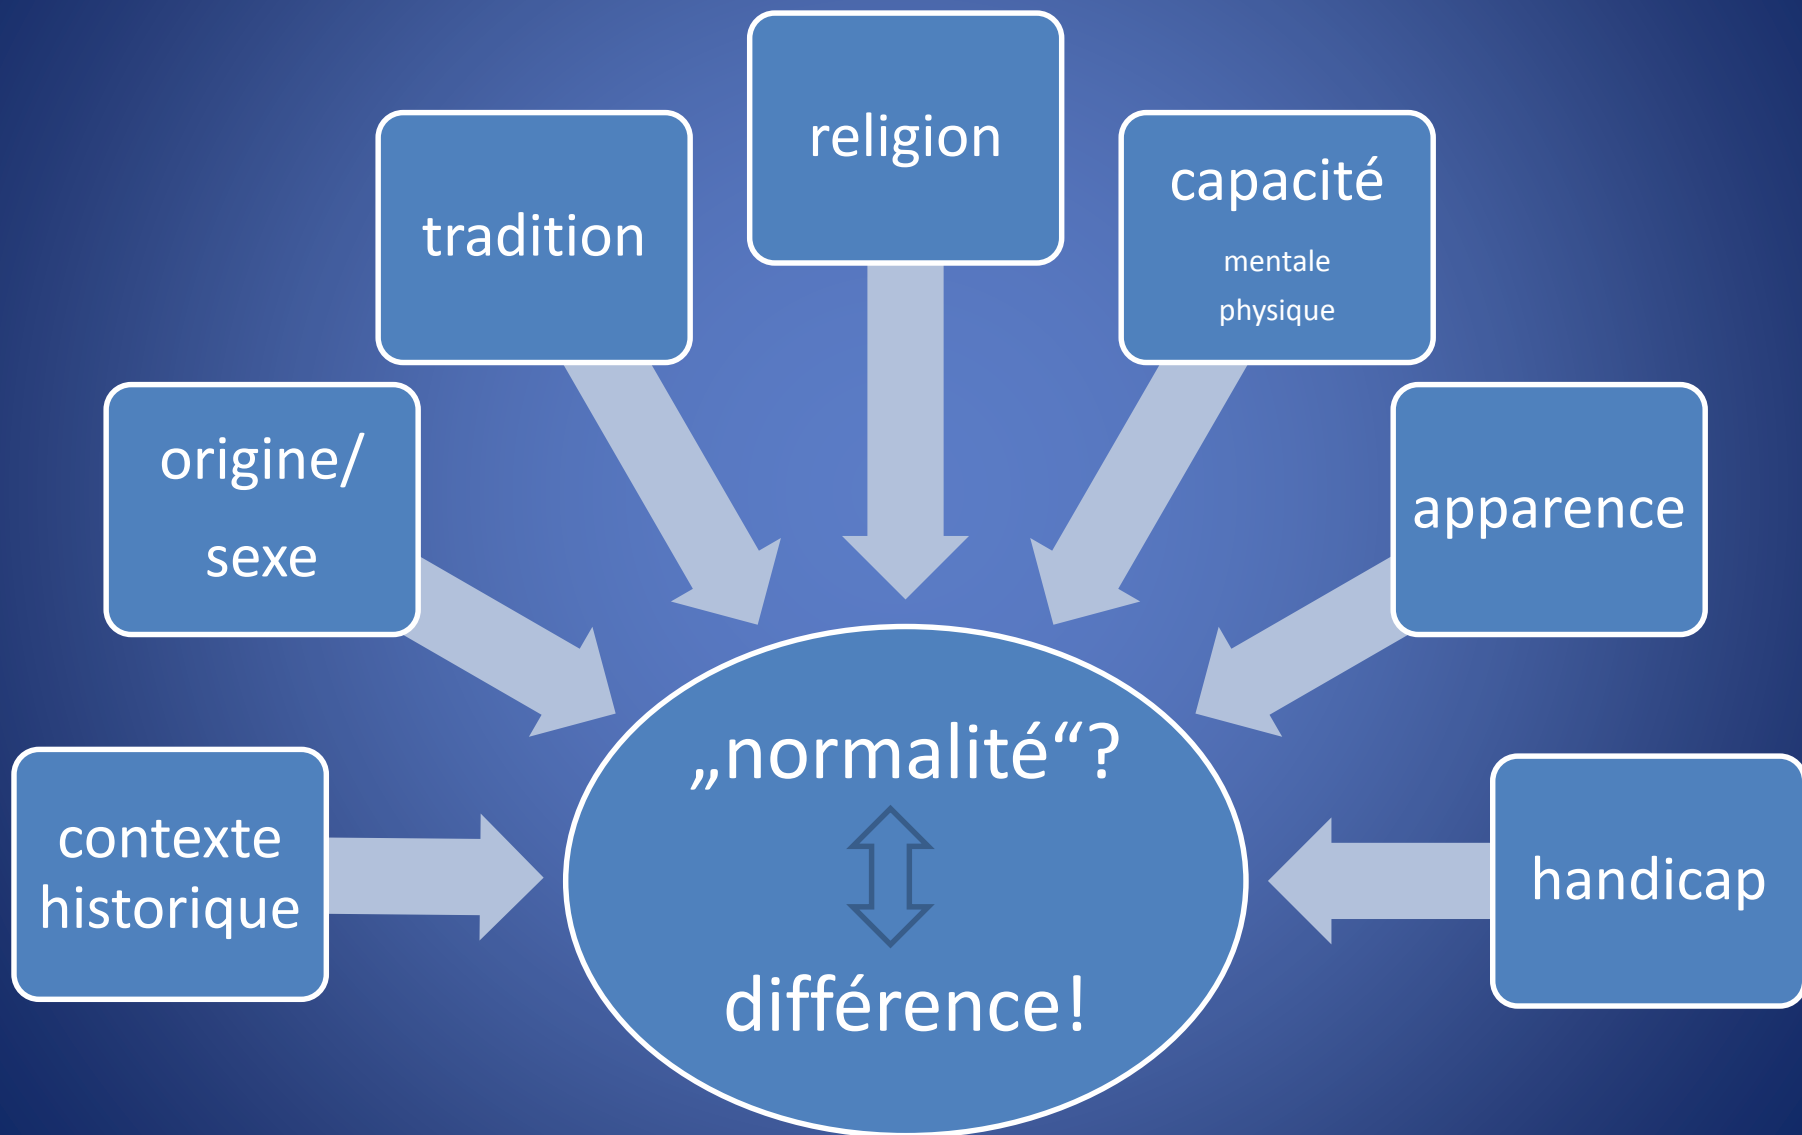 religion
tradition
capacité
mentale
physique
origine/
sexe
apparence
contexte
historique
„normalité“?
différence!
handicap